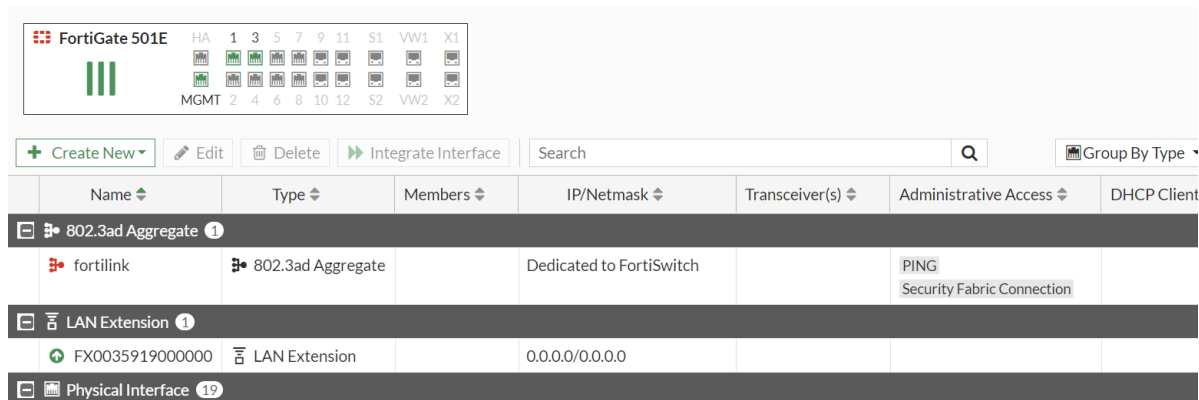 FortiGate 501E HA 1 3 5 7 9 11 S1 VW1 X1
MGMT 2 4 6 8 10 12 S2 VW2 X2
Create New Edit Delete Integrate Interface Search Group By Type
Name Type Members IP/Netmask Transceiver(s) Administrative Access DHCP Client
802.3ad Aggregate 1
fortilink 802.3ad Aggregate Dedicated to FortiSwitch PING
Security Fabric Connection
LAN Extension 1
FX0035919000000 LAN Extension 0.0.0.0/0.0.0.0
Physical Interface 19